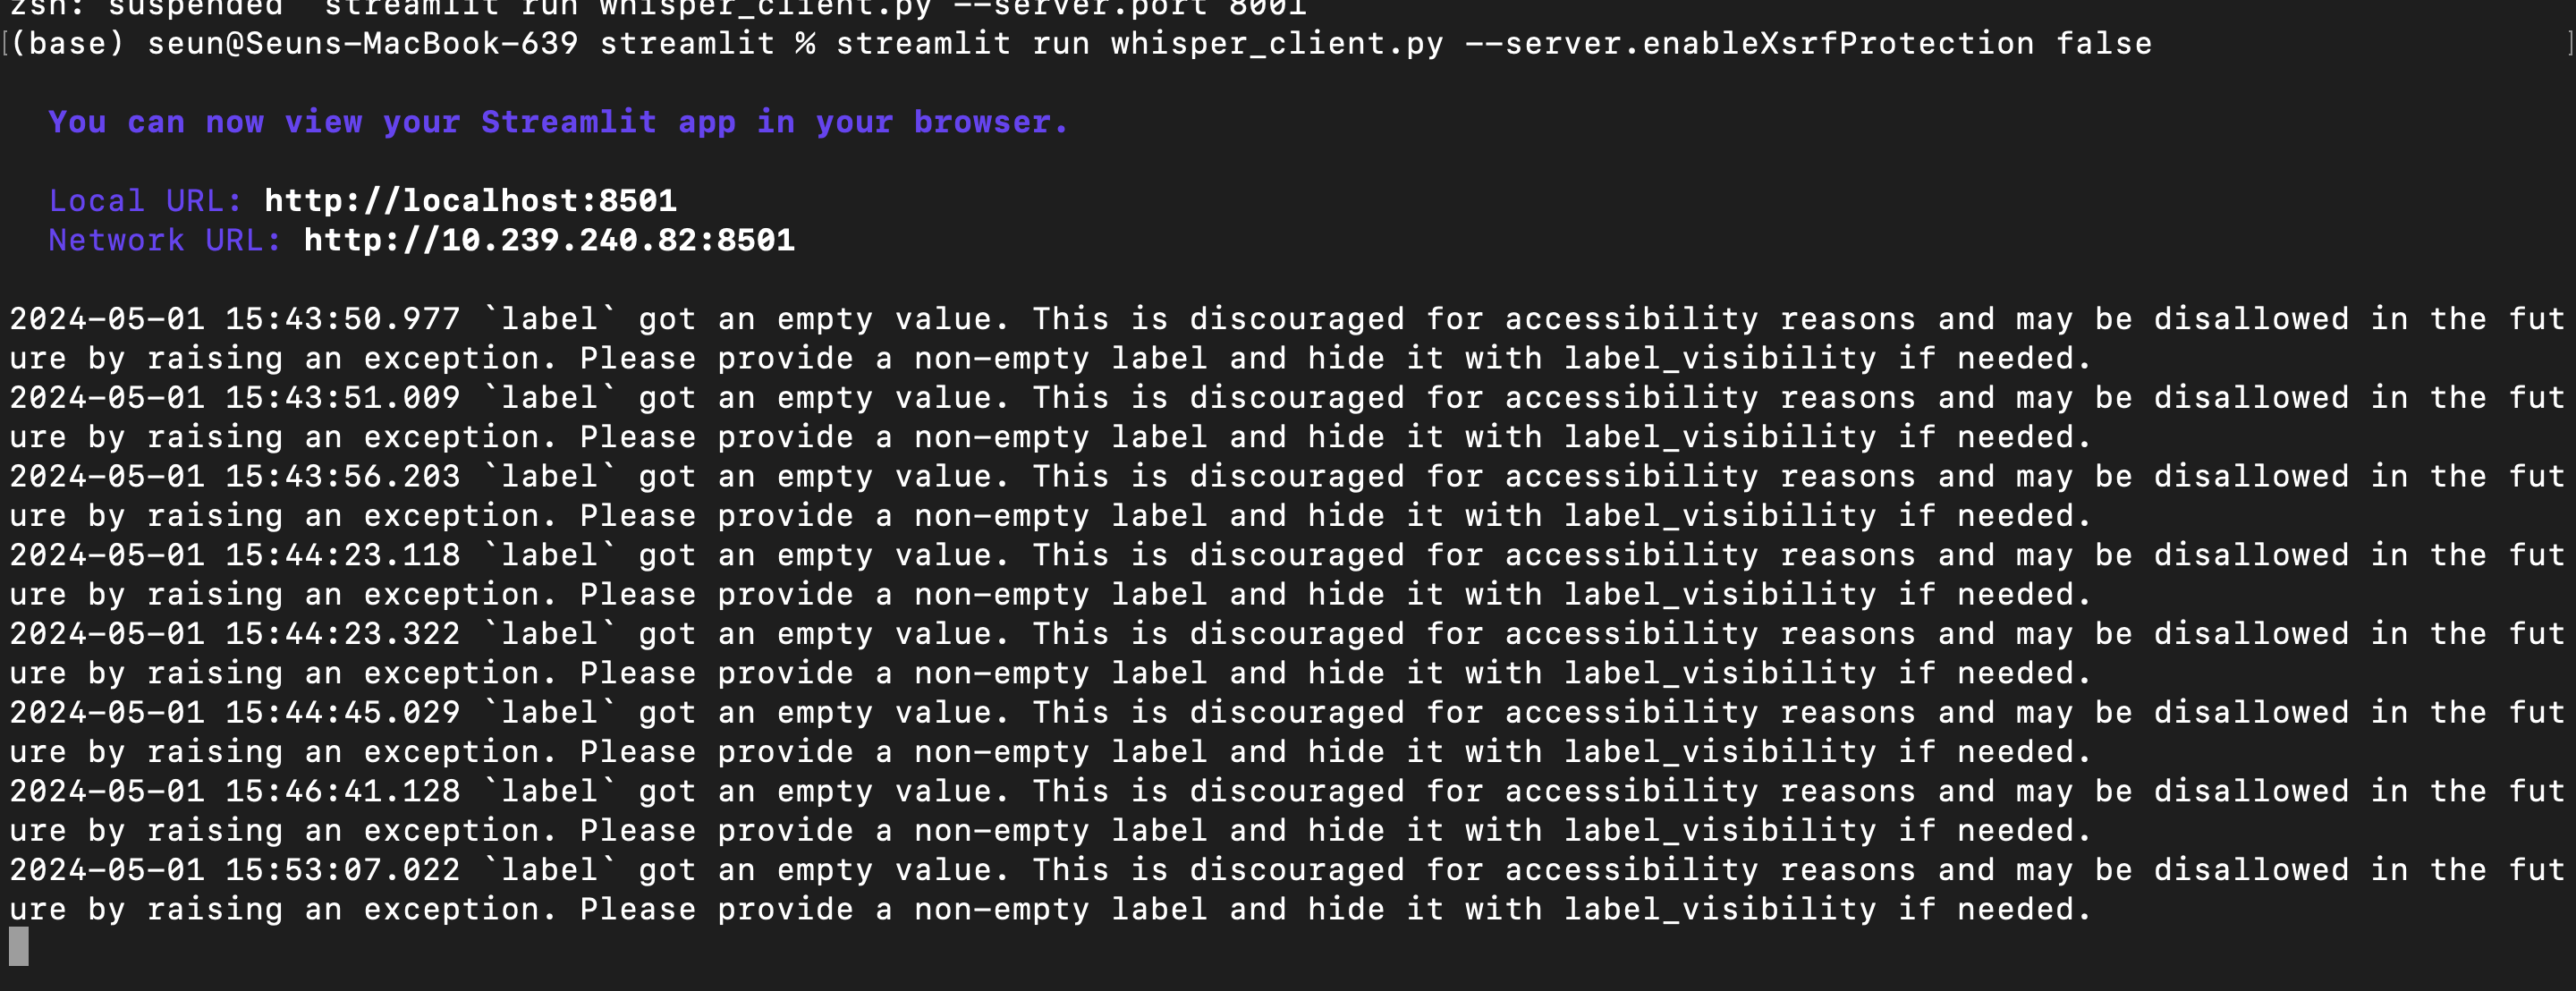 zsh: suspended  streamlit run whisper_client.py --server.port 8001
[(base) seun@Seuns-MacBook-639 streamlit % streamlit run whisper_client.py --server.enableXsrfProtection false ]
You can now view your Streamlit app in your browser.
Local URL: http://localhost:8501
Network URL: http://10.239.240.82:8501
2024-05-01 15:43:50.977 `label` got an empty value. This is discouraged for accessibility reasons and may be disallowed in the fut
ure by raising an exception. Please provide a non-empty label and hide it with label_visibility if needed.
2024-05-01 15:43:51.009 `label` got an empty value. This is discouraged for accessibility reasons and may be disallowed in the fut
ure by raising an exception. Please provide a non-empty label and hide it with label_visibility if needed.
2024-05-01 15:43:56.203 `label` got an empty value. This is discouraged for accessibility reasons and may be disallowed in the fut
ure by raising an exception. Please provide a non-empty label and hide it with label_visibility if needed.
2024-05-01 15:44:23.118 `label` got an empty value. This is discouraged for accessibility reasons and may be disallowed in the fut
ure by raising an exception. Please provide a non-empty label and hide it with label_visibility if needed.
2024-05-01 15:44:23.322 `label` got an empty value. This is discouraged for accessibility reasons and may be disallowed in the fut
ure by raising an exception. Please provide a non-empty label and hide it with label_visibility if needed.
2024-05-01 15:44:45.029 `label` got an empty value. This is discouraged for accessibility reasons and may be disallowed in the fut
ure by raising an exception. Please provide a non-empty label and hide it with label_visibility if needed.
2024-05-01 15:46:41.128 `label` got an empty value. This is discouraged for accessibility reasons and may be disallowed in the fut
ure by raising an exception. Please provide a non-empty label and hide it with label_visibility if needed.
2024-05-01 15:53:07.022 `label` got an empty value. This is discouraged for accessibility reasons and may be disallowed in the fut
ure by raising an exception. Please provide a non-empty label and hide it with label_visibility if needed.